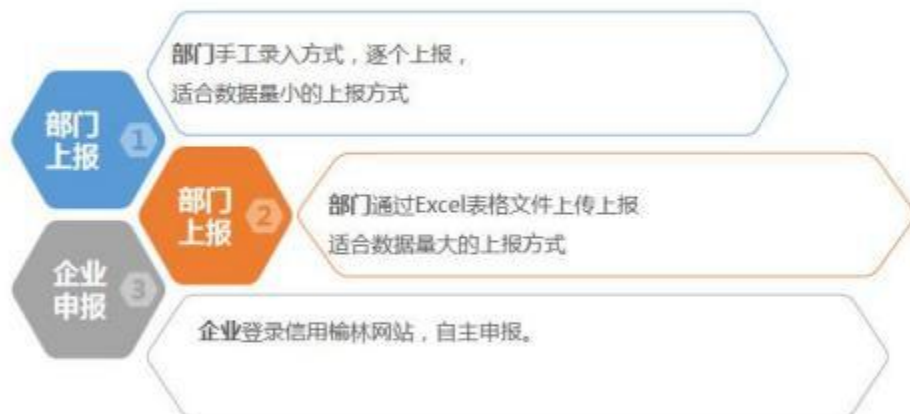 部门手工录入方式，逐个上报，
适合数据量小的上报方式
部门
上报
1
部门
上报
2
部门通过Excel表格文件上传上报
适合数据量大的上报方式
企业
申报
3
企业登录信用榆林网站，自主申报。